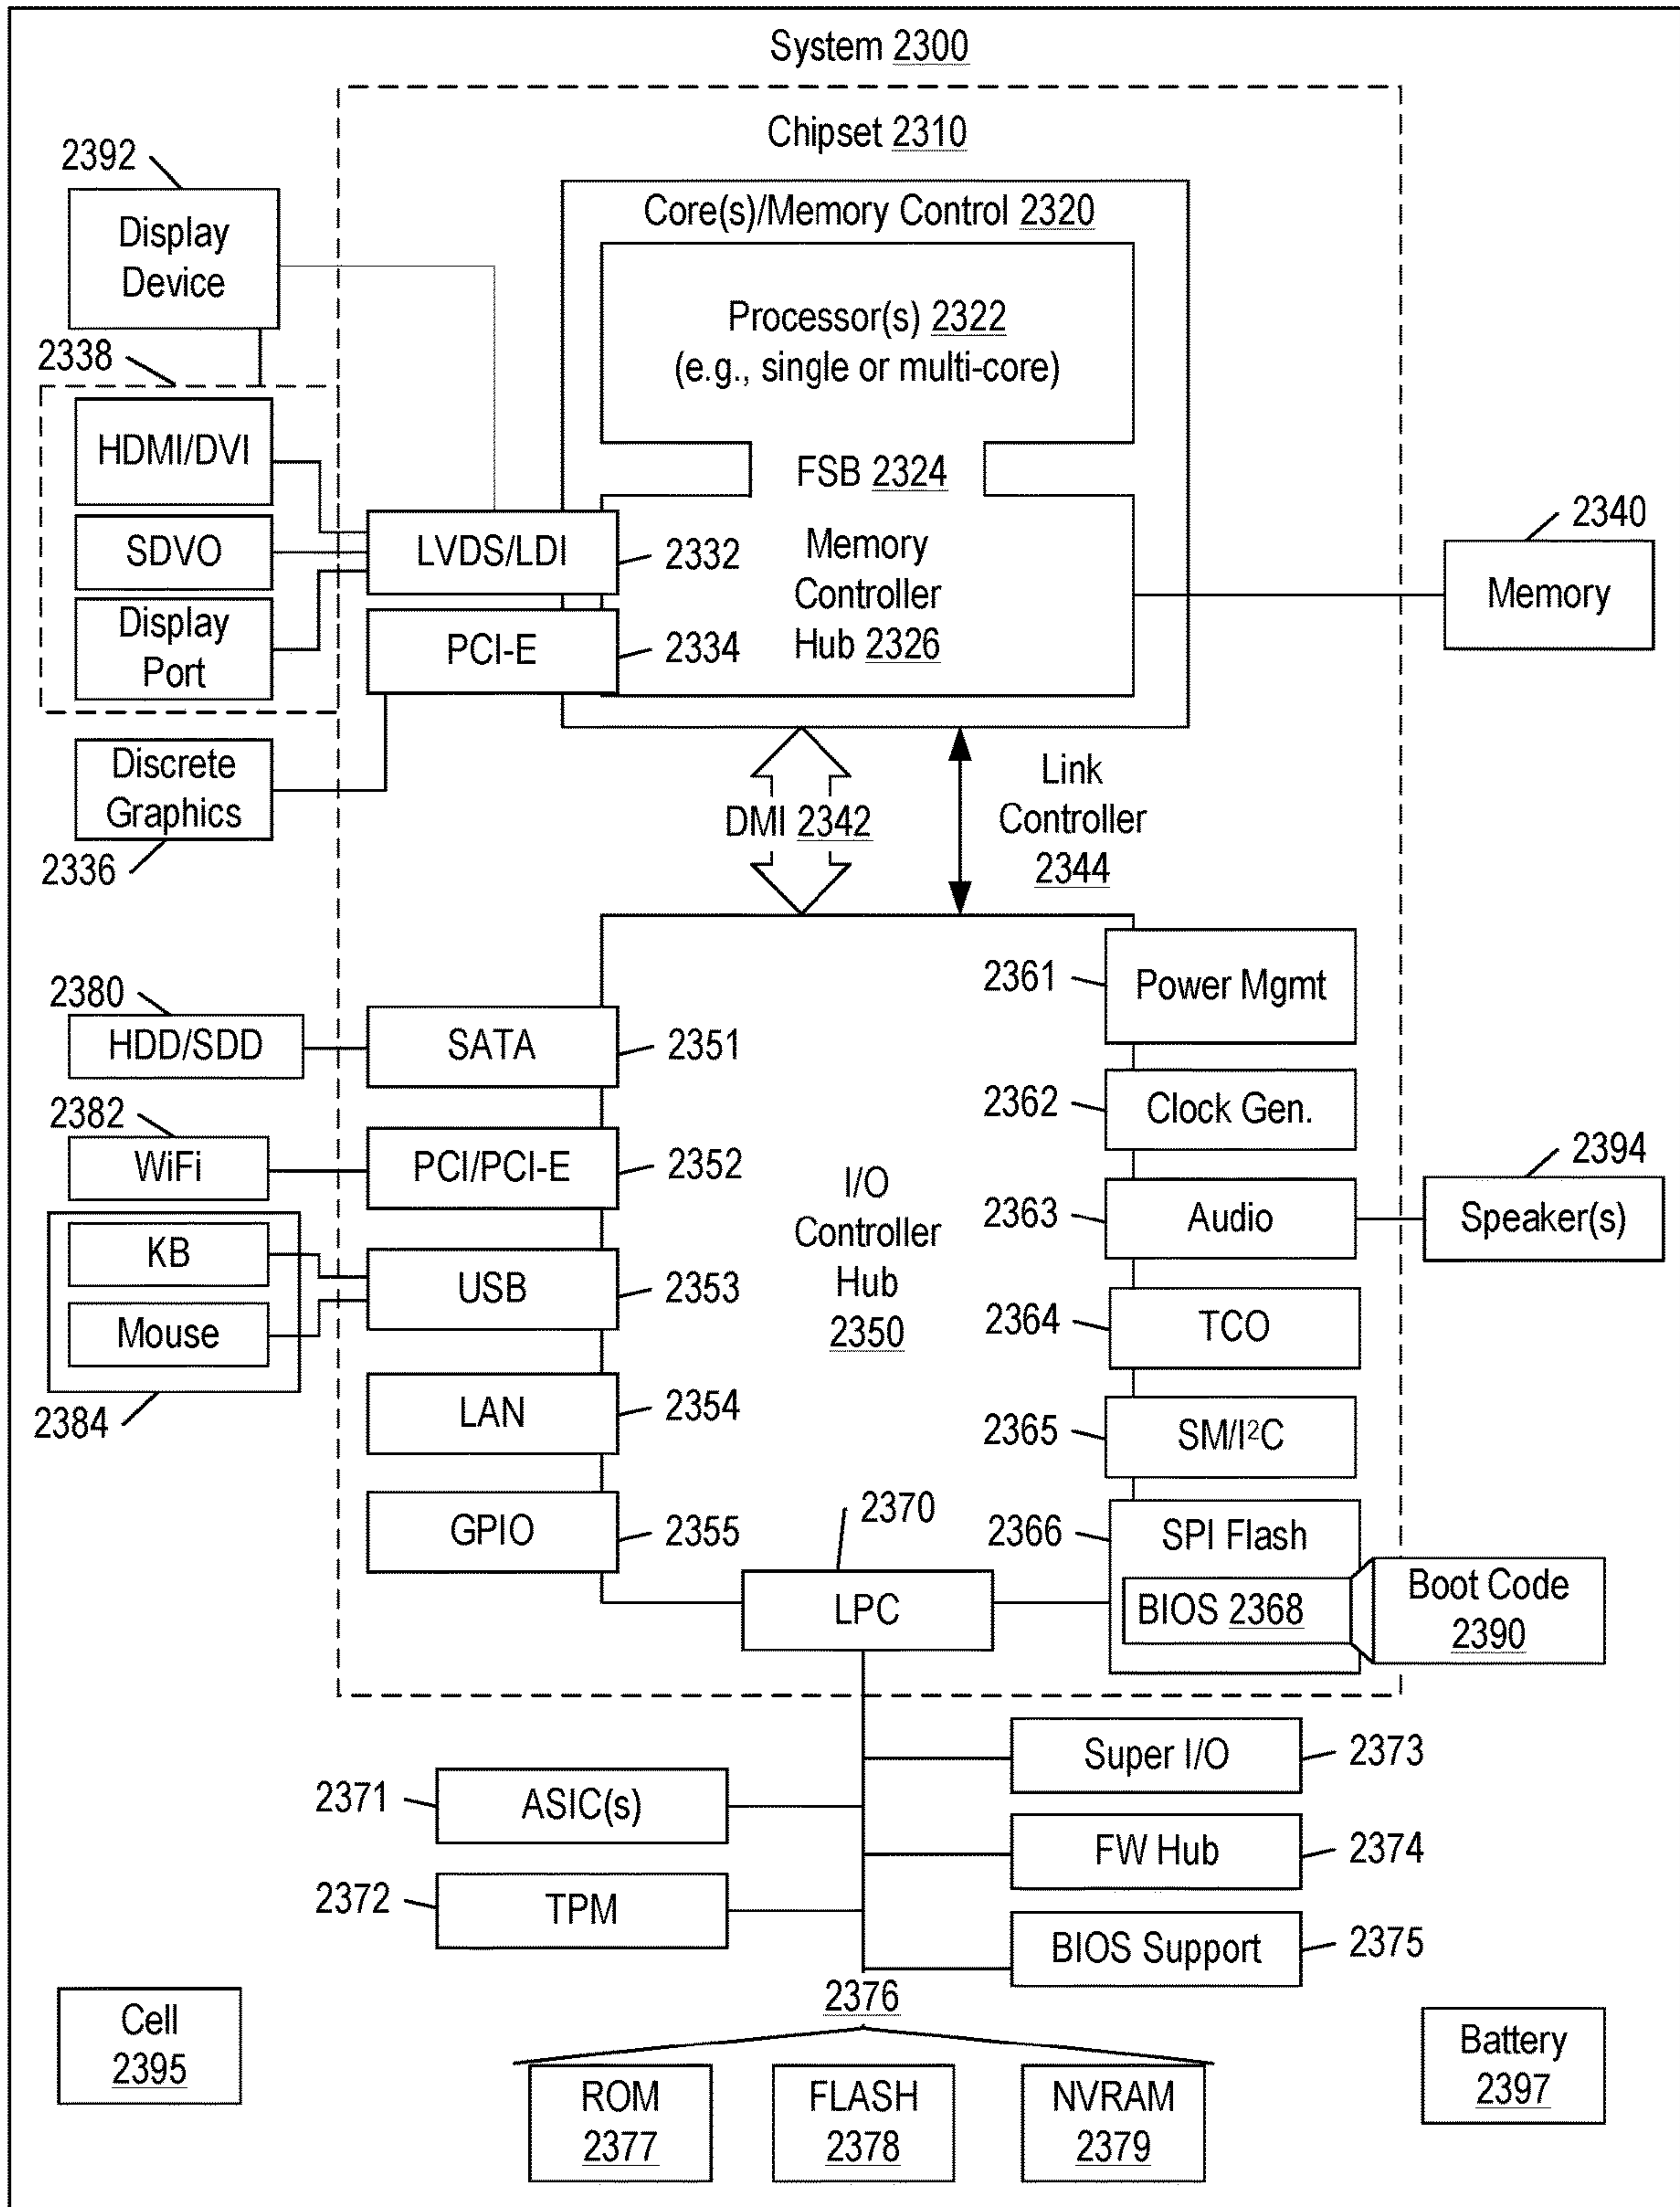 System 2300
Chipset 2310
2392
Display
Device
Core(s)/Memory Control 2320
Processor(s) 2322
(e.g., single or multi-core)
2338
HDMI/DVI
SDVO
Display
Port
FSB 2324
LVDS/LDI
2332
PCI-E
2334
Memory
Controller
Hub 2326
2340
Memory
Discrete
Graphics
2336
DMI 2342
Link
Controller
2344
2380
HDD/SDD
SATA
2351
2382
WiFi
PCI/PCI-E
2352
KB
Mouse
2384
USB
2353
LAN
2354
GPIO
2355
I/O
Controller
Hub
2350
2361
Power Mgmt
2362
Clock Gen.
2363
Audio
2394
Speaker(s)
2364
TCO
2365
SM/I²C
2366
SPI Flash
BIOS 2368
Boot Code
2390
2370
LPC
2371
ASIC(s)
2372
TPM
Super I/O
2373
FW Hub
2374
BIOS Support
2375
2376
Cell
2395
ROM
2377
FLASH
2378
NVRAM
2379
Battery
2397